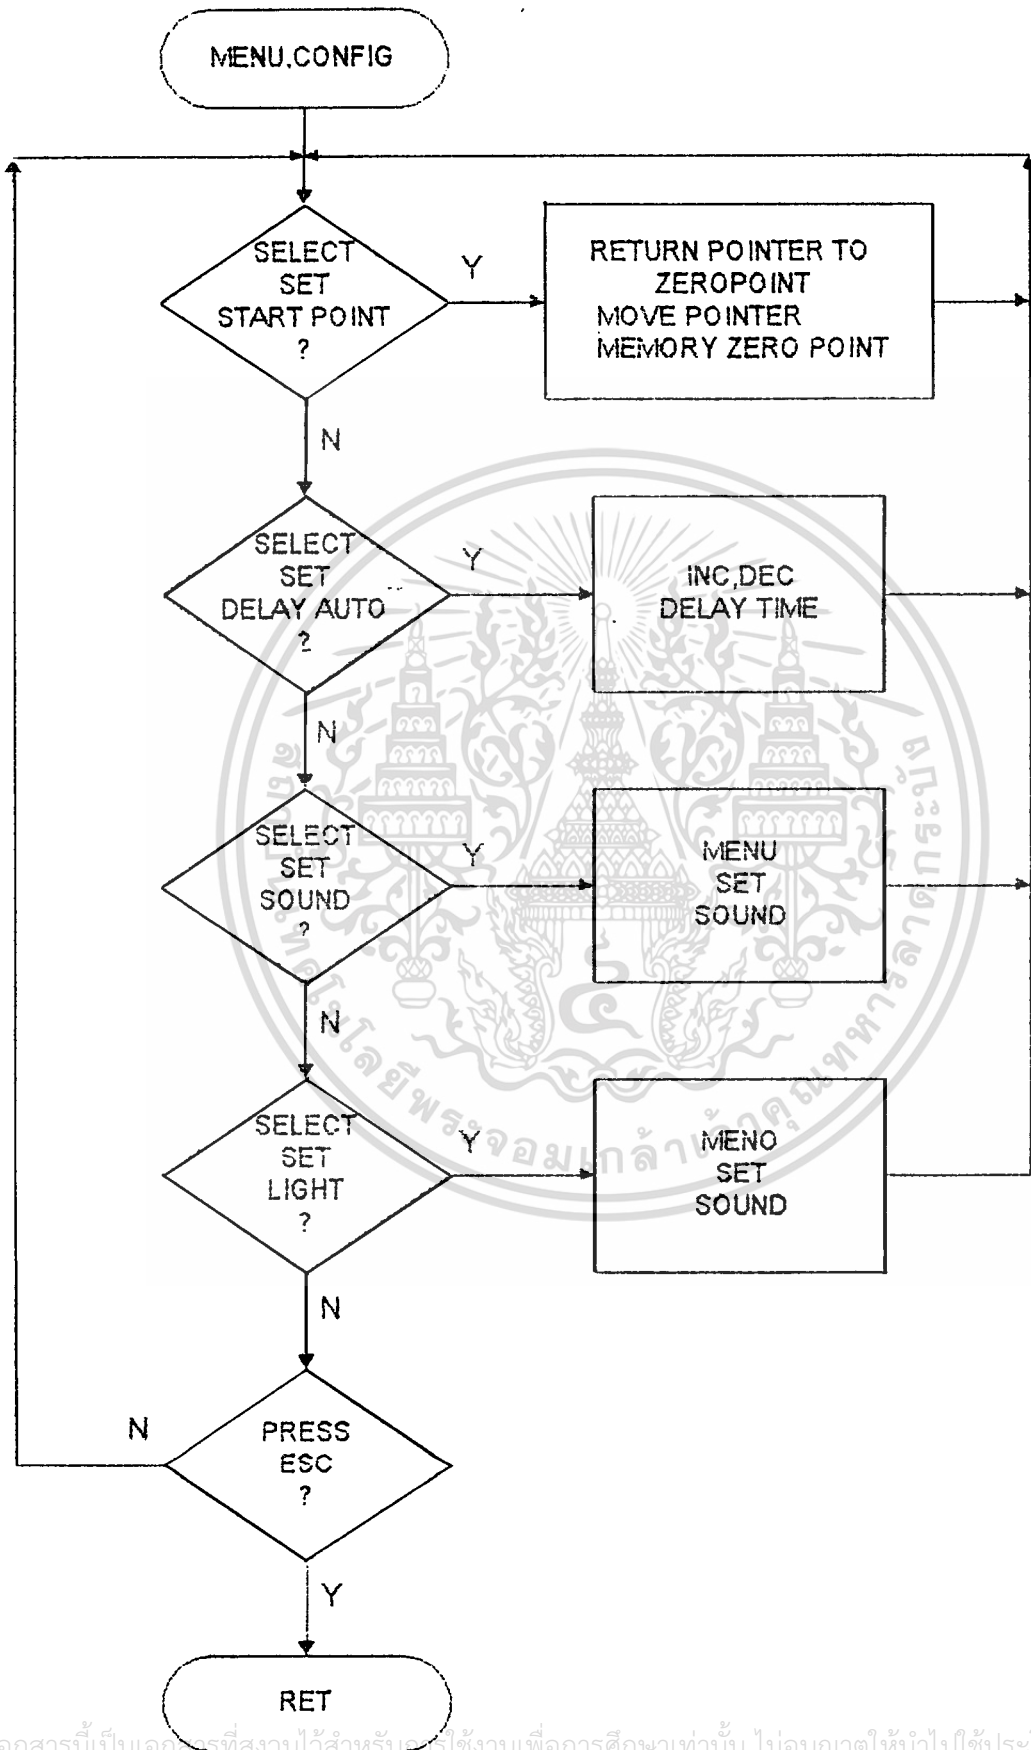 MENU.CONFIG
SELECT
SET
START POINT
?
Y
RETURN POINTER TO
ZEROPOINT
MOVE POINTER
MEMORY ZERO POINT
N
SELECT
SET
DELAY AUTO
?
Y
INC,DEC
DELAY TIME
N
SELECT
SET
SOUND
?
Y
MENU
SET
SOUND
N
SELECT
SET
LIGHT
?
Y
MENO
SET
SOUND
N
PRESS
ESC
?
N
Y
RET